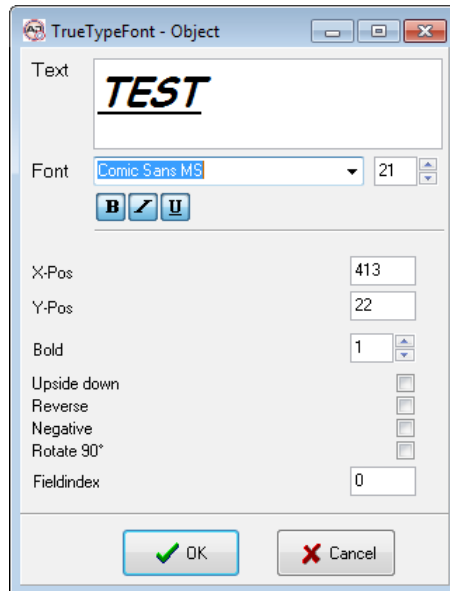 TrueTypeFont - Object
Text
TEST
Font Comic Sans MS 21
B I U
X-Pos 413
Y-Pos 22
Bold 1
Upside down
Reverse
Negative
Rotate 90°
Fieldindex 0
OK Cancel